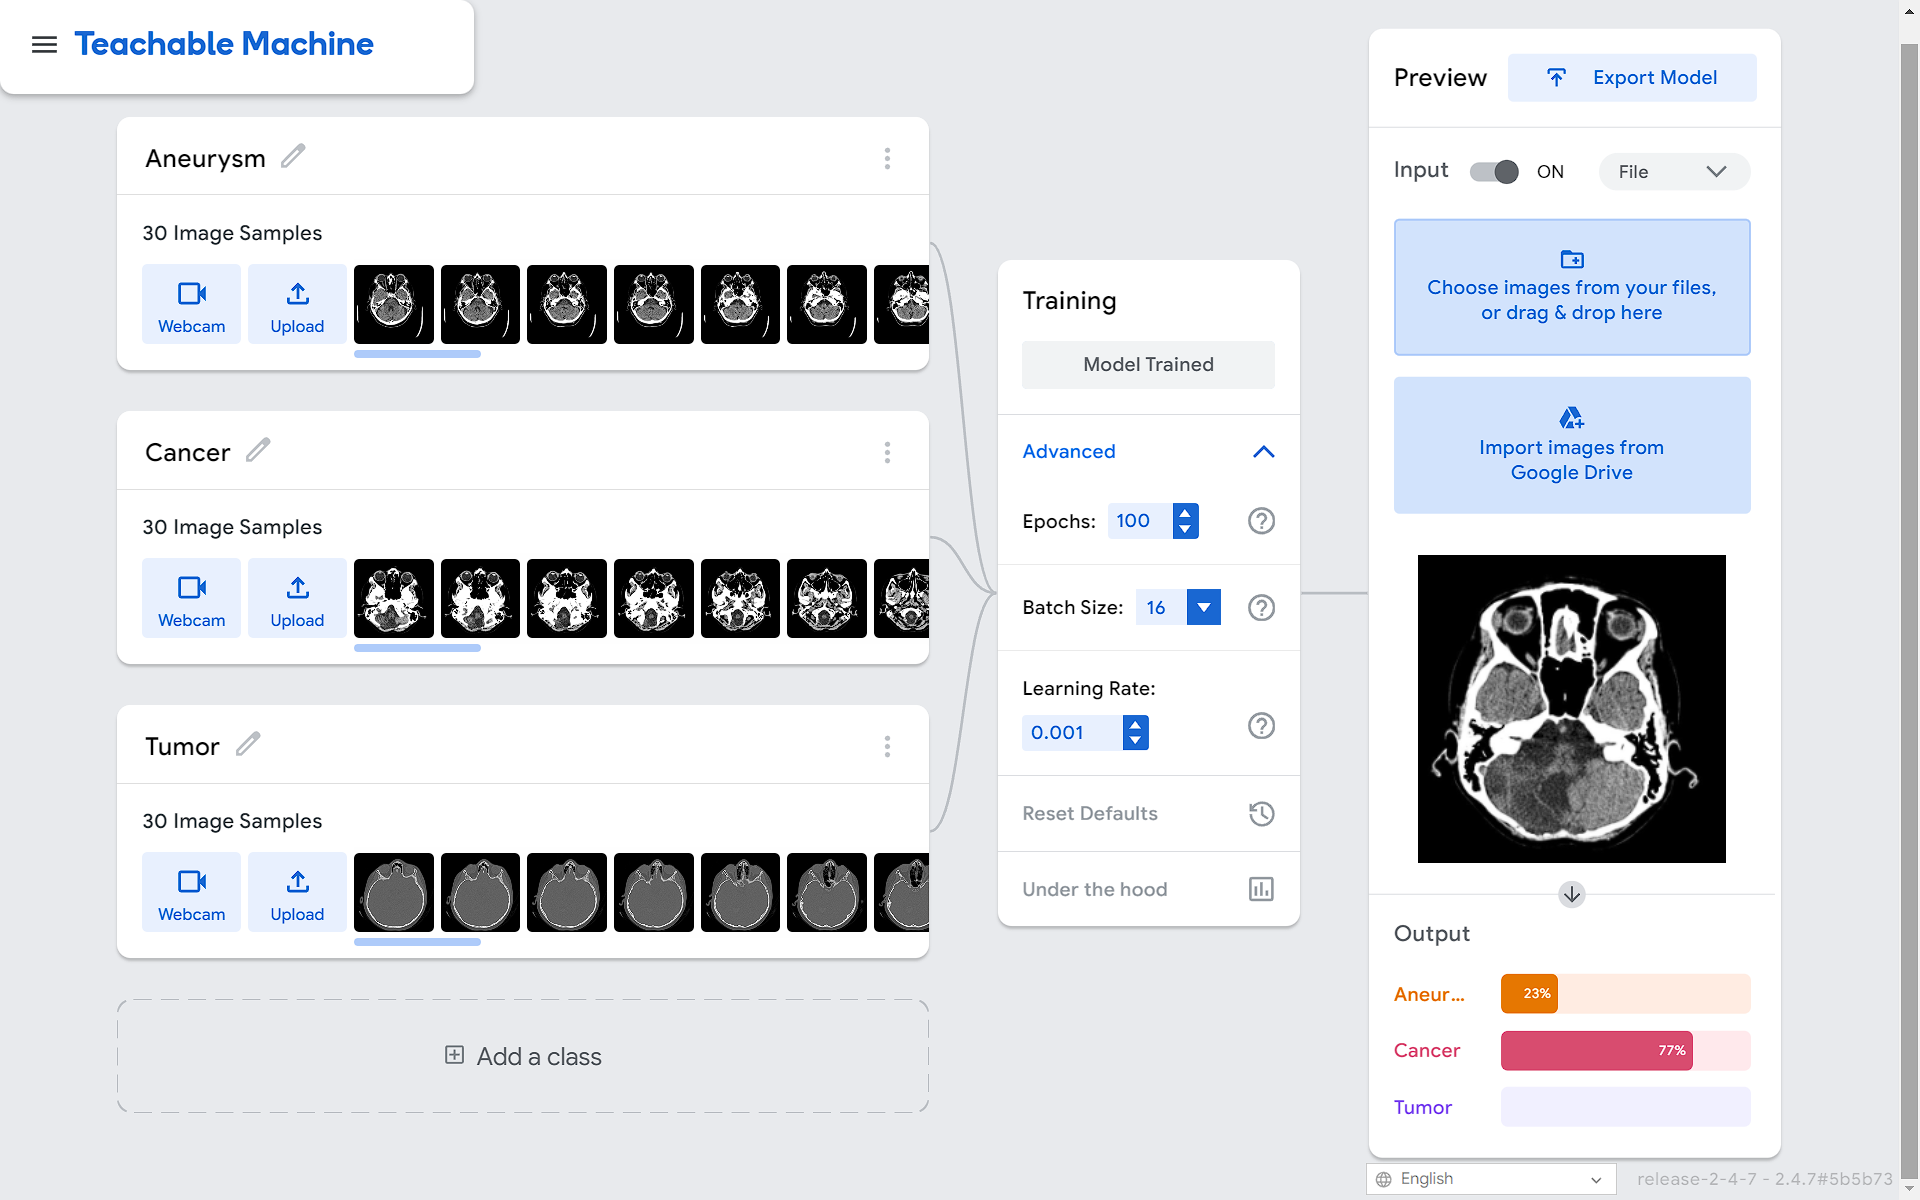 Teachable Machine
Aneurysm
30 Image Samples
Webcam
Upload
Cancer
30 Image Samples
Webcam
Upload
Tumor
30 Image Samples
Webcam
Upload
Add a class
Training
Model Trained
Advanced
Epochs: 100
Batch Size: 16
Learning Rate:
0.001
Reset Defaults
Under the hood
Preview
Export Model
Input ON File
Choose images from your files,
or drag & drop here
Import images from
Google Drive
Output
Aneur... 23%
Cancer 77%
Tumor
English
release-2-4-7 - 2.4.7#5b5b73